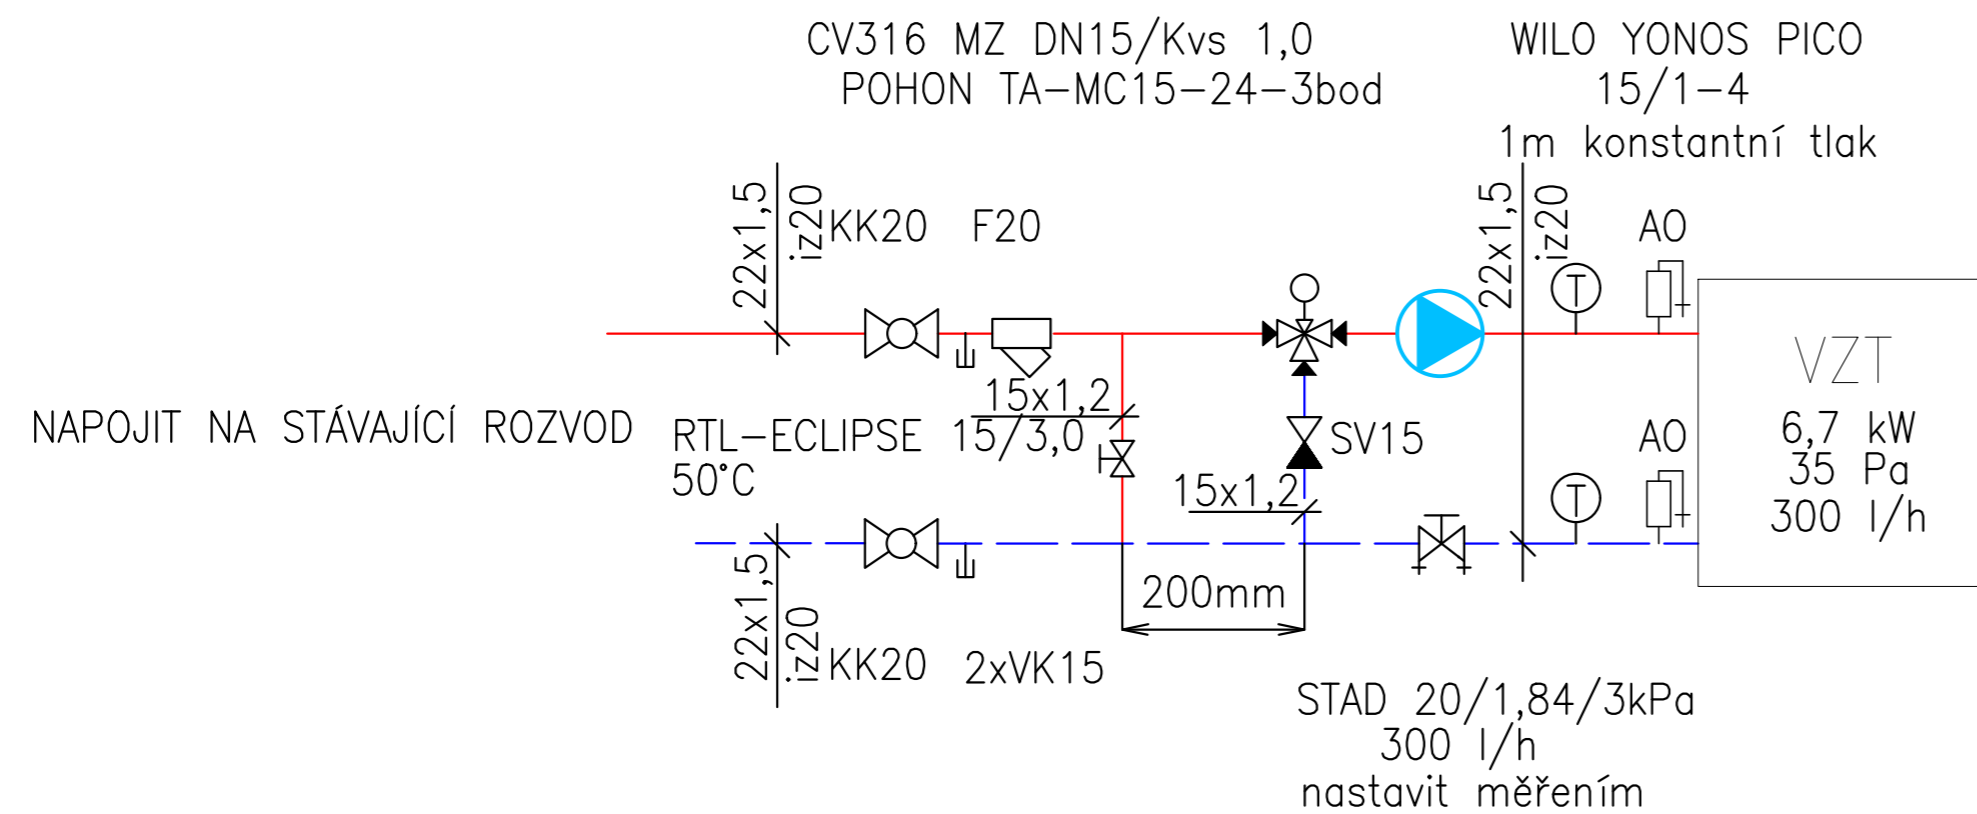 CV316 MZ DN15/Kvs 1,0
POHON TA-MC15-24-3bod
WILO YONOS PICO
15/1-4
1m konstantní tlak
22x1,5
iz20
KK20
F20
22x1,5
iz20
AO
VZT
6,7 kW
35 Pa
300 l/h
T
NAPOJIT NA STÁVAJÍCÍ ROZVOD
RTL-ECLIPSE 15/3,0
50°C
15x1,2
SV15
15x1,2
AO
T
22x1,5
iz20
KK20
2xVK15
200mm
STAD 20/1,84/3kPa
300 l/h
nastavit měřením